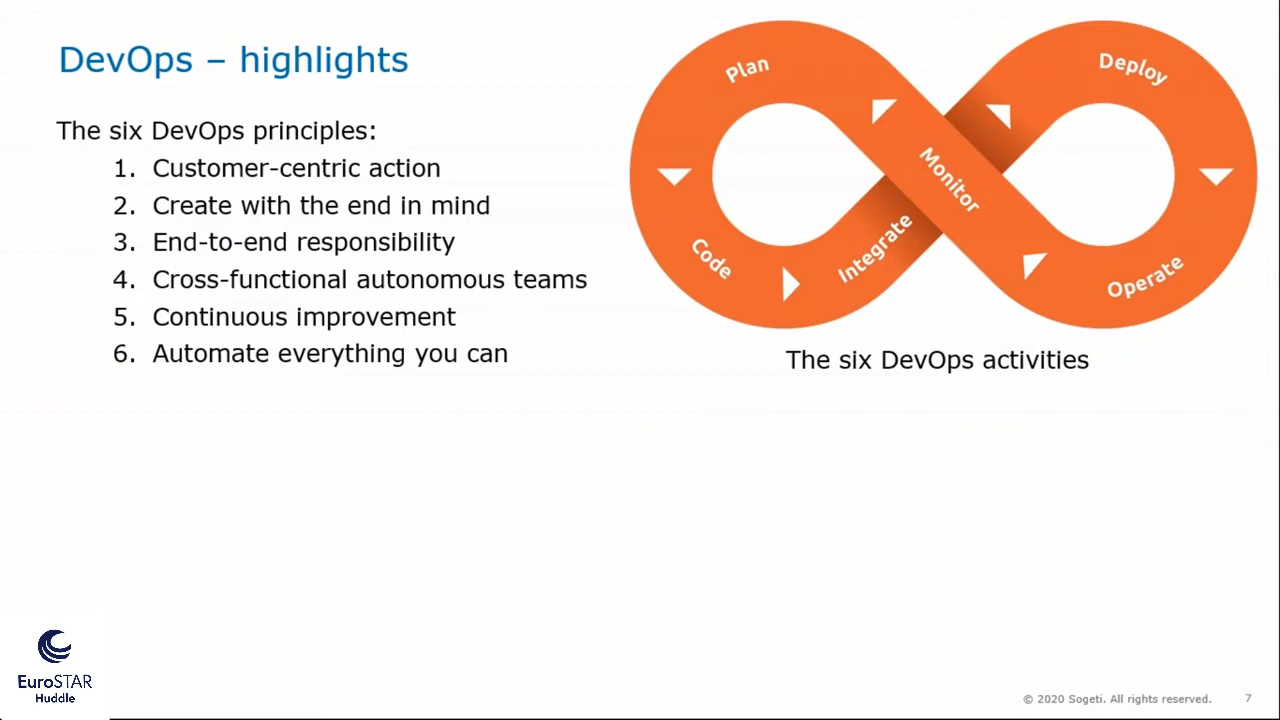 DevOps – highlights
The six DevOps principles:
1. Customer-centric action
2. Create with the end in mind
3. End-to-end responsibility
4. Cross-functional autonomous teams
5. Continuous improvement
6. Automate everything you can
Plan
Code
Integrate
Deploy
Operate
Monitor
The six DevOps activities
EuroSTAR
Huddle
© 2020 Sogeti. All rights reserved. 7